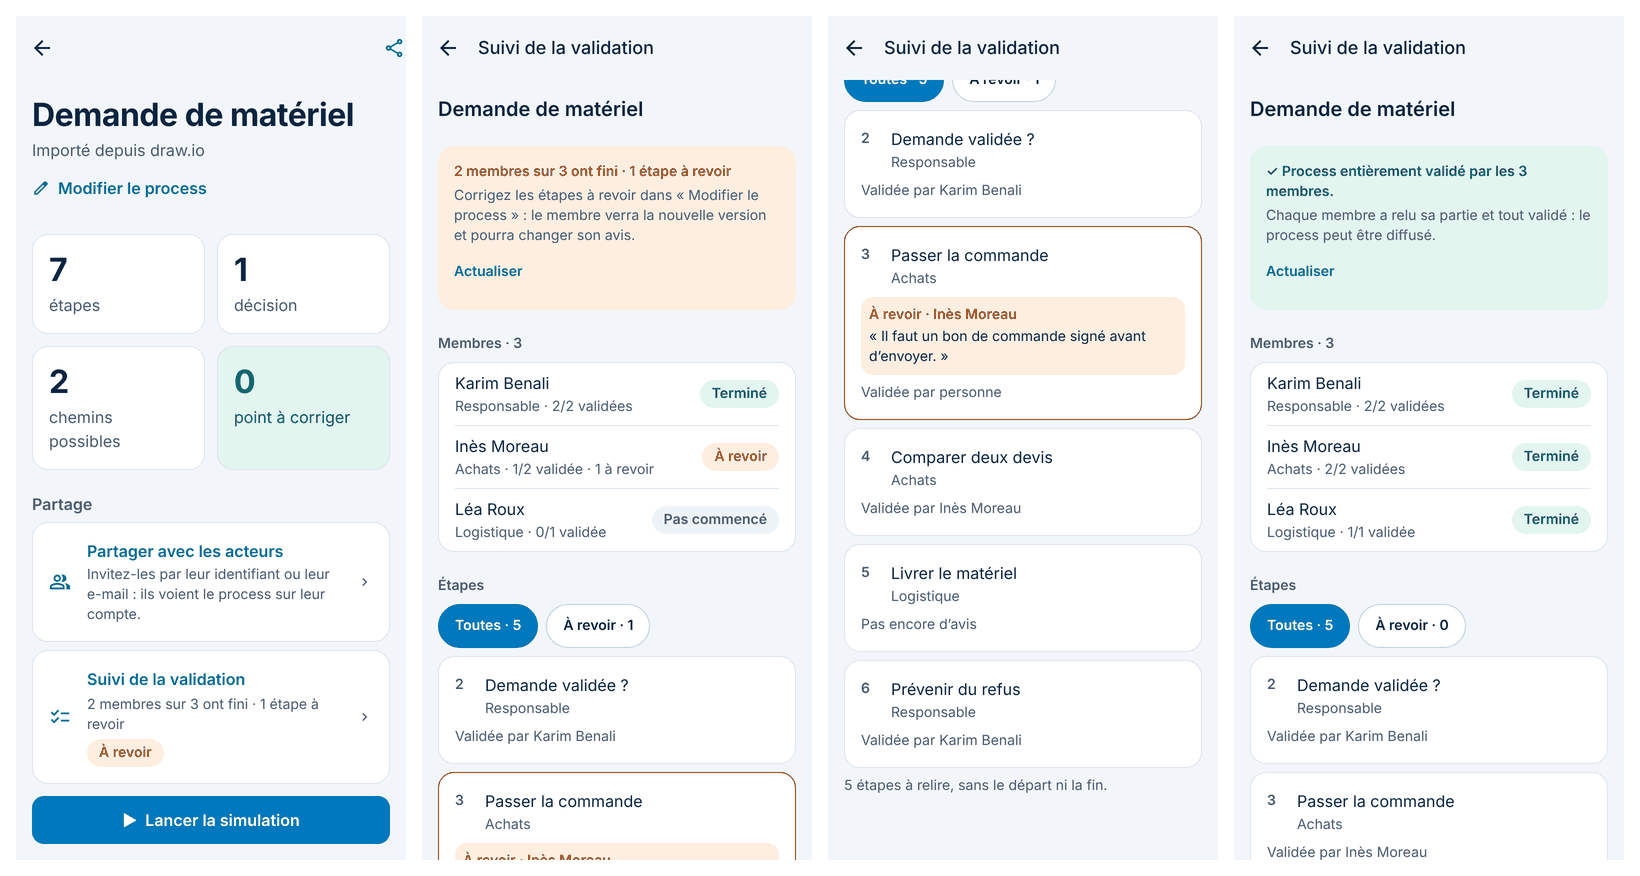 Demande de matériel
Importé depuis draw.io
Modifier le process
7
étapes
1
décision
2
chemins
possibles
0
point à corriger
Partage
Partager avec les acteurs
Invitez-les par leur identifiant ou leur
e-mail : ils voient le process sur leur
compte.
Suivi de la validation
2 membres sur 3 ont fini · 1 étape à
revoir
À revoir
Lancer la simulation
Suivi de la validation
Demande de matériel
2 membres sur 3 ont fini · 1 étape à revoir
Corrigez les étapes à revoir dans « Modifier le
process » : le membre verra la nouvelle version
et pourra changer son avis.
Actualiser
Membres · 3
Karim Benali
Responsable · 2/2 validées
Terminé
Inès Moreau
Achats · 1/2 validée · 1 à revoir
À revoir
Léa Roux
Logistique · 0/1 validée
Pas commencé
Étapes
Toutes · 5
À revoir · 1
2 Demande validée ?
Responsable
Validée par Karim Benali
3 Passer la commande
Achats
À revoir · Inès Moreau
Suivi de la validation
Toutes · 5
À revoir · 1
2 Demande validée ?
Responsable
Validée par Karim Benali
3 Passer la commande
Achats
À revoir · Inès Moreau
« Il faut un bon de commande signé avant
d’envoyer. »
Validée par personne
4 Comparer deux devis
Achats
Validée par Inès Moreau
5 Livrer le matériel
Logistique
Pas encore d’avis
6 Prévenir du refus
Responsable
Validée par Karim Benali
5 étapes à relire, sans le départ ni la fin.
Suivi de la validation
Demande de matériel
✓ Process entièrement validé par les 3
membres.
Chaque membre a relu sa partie et tout validé : le
process peut être diffusé.
Actualiser
Membres · 3
Karim Benali
Responsable · 2/2 validées
Terminé
Inès Moreau
Achats · 2/2 validées
Terminé
Léa Roux
Logistique · 1/1 validée
Terminé
Étapes
Toutes · 5
À revoir · 0
2 Demande validée ?
Responsable
Validée par Karim Benali
3 Passer la commande
Achats
Validée par Inès Moreau